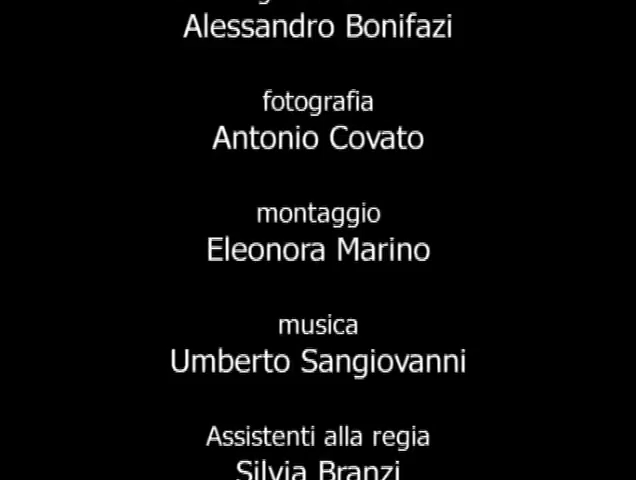 Alessandro Bonifazi
fotografia
Antonio Covato
montaggio
Eleonora Marino
musica
Umberto Sangiovanni
Assistenti alla regia
Silvia Branzi